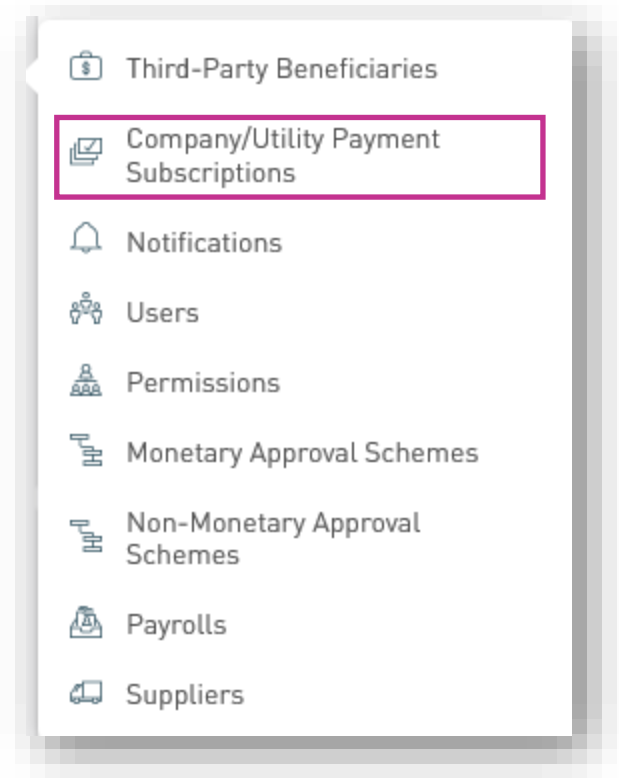 Third-Party Beneficiaries
Company/Utility Payment
Subscriptions
Notifications
Users
Permissions
Monetary Approval Schemes
Non-Monetary Approval
Schemes
Payrolls
Suppliers